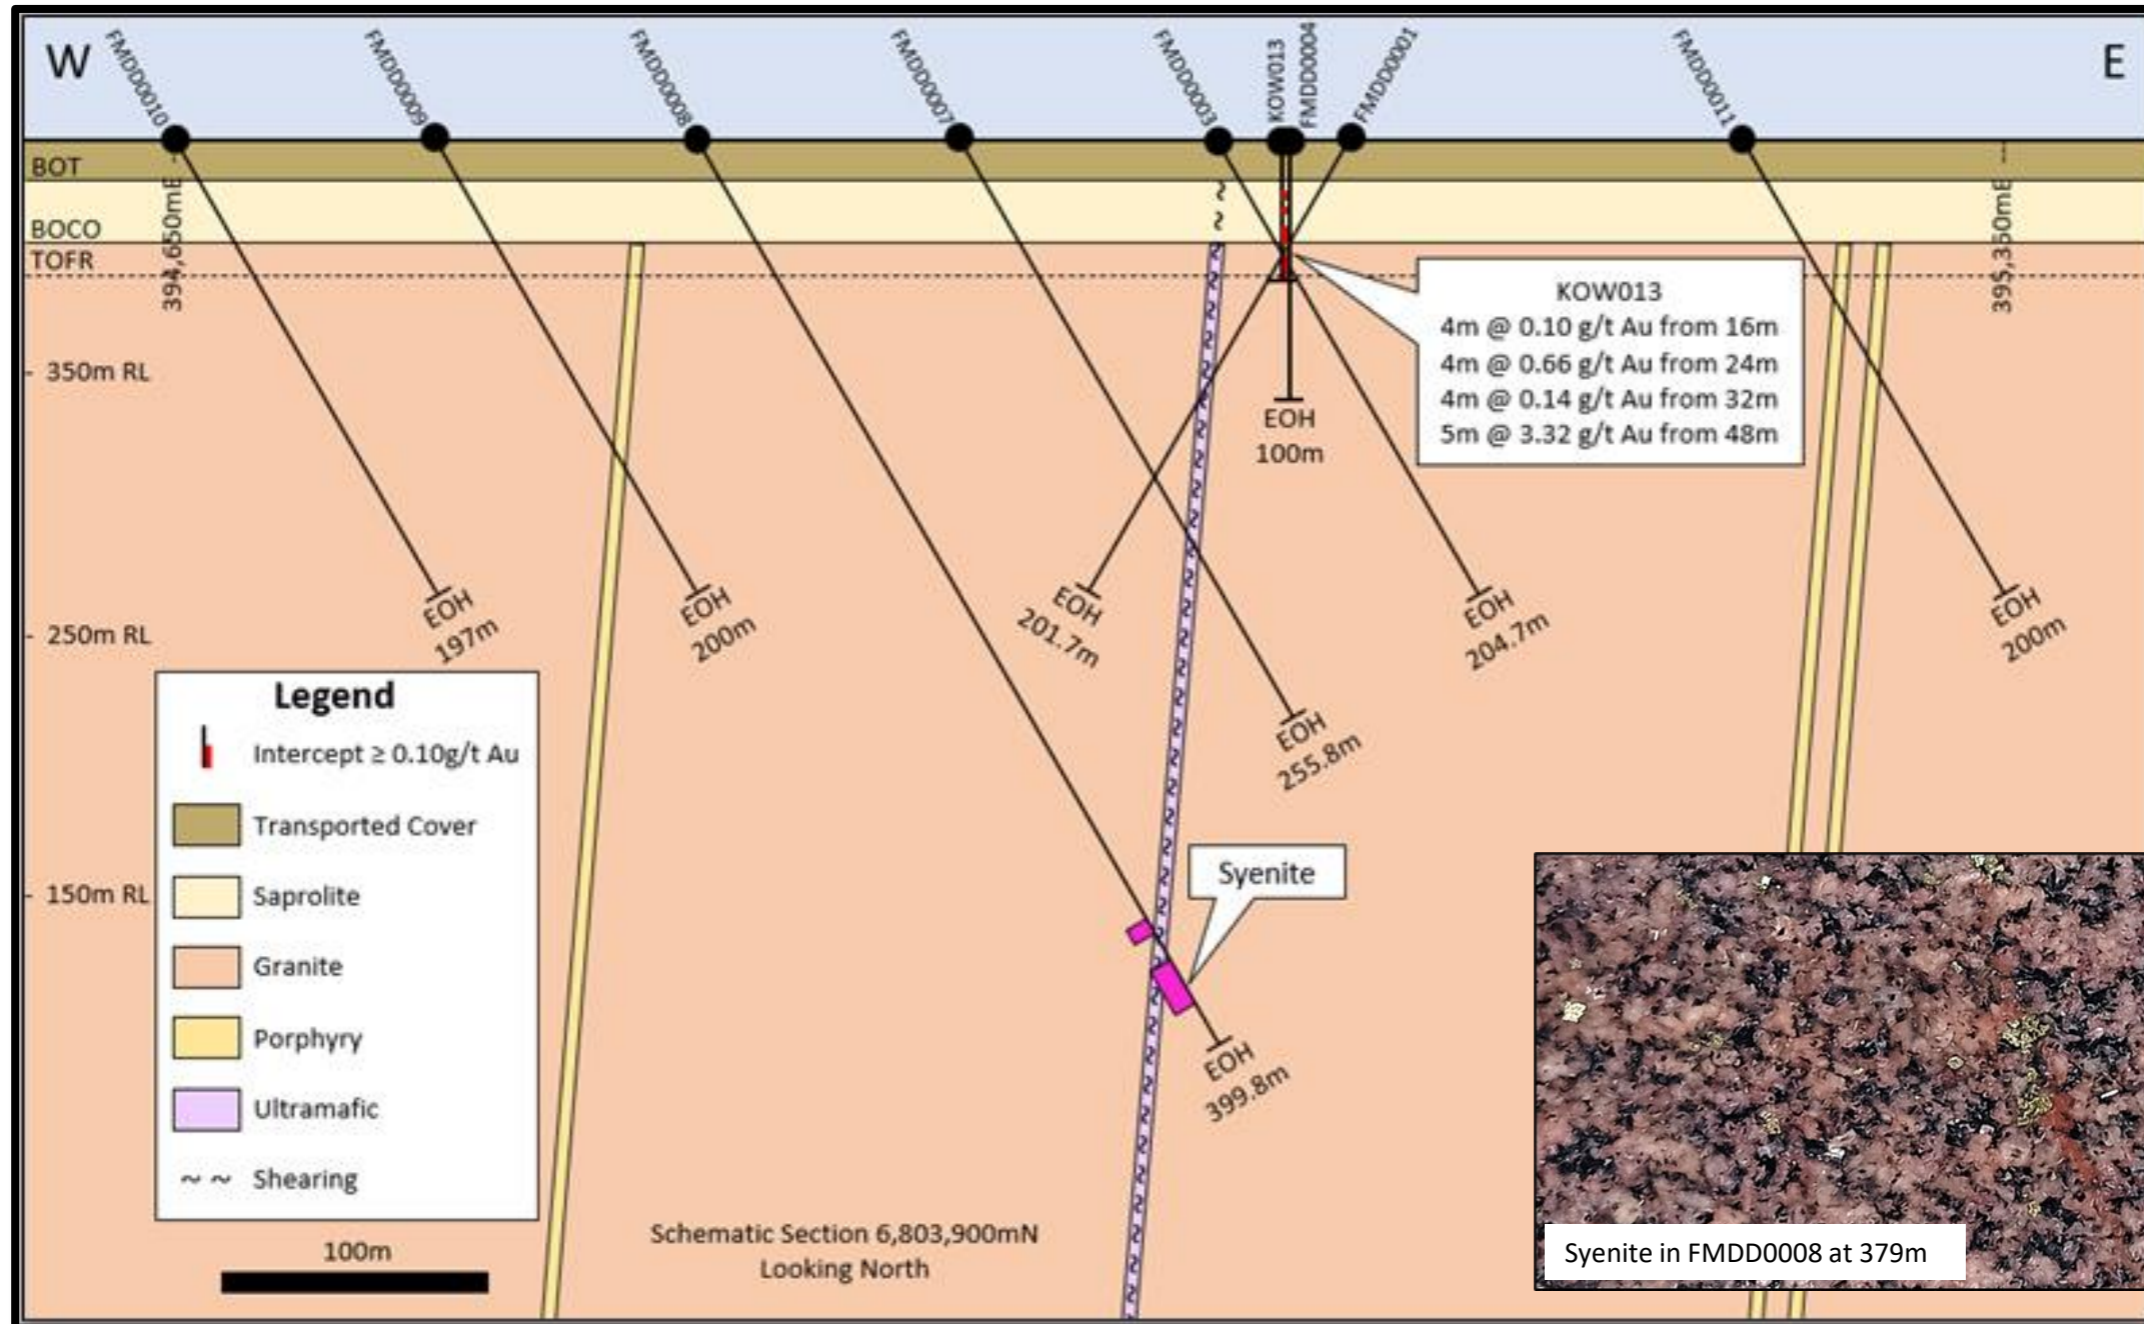 W
E
FMDD0010
FMDD0009
FMDD0008
FMDD0007
FMDD0003
KOW013
FMDD0004
FMDD0001
FMDD0011
BOT
BOCO
TOFR
394,650mE
395,350mE
KOW013
4m @ 0.10 g/t Au from 16m
4m @ 0.66 g/t Au from 24m
4m @ 0.14 g/t Au from 32m
5m @ 3.32 g/t Au from 48m
- 350m RL
- 250m RL
- 150m RL
EOH
100m
EOH
197m
EOH
200m
EOH
201.7m
EOH
204.7m
EOH
200m
EOH
255.8m
EOH
399.8m
Syenite
Legend
Intercept ≥ 0.10g/t Au
Transported Cover
Saprolite
Granite
Porphyry
Ultramafic
~ ~ Shearing
100m
Schematic Section 6,803,900mN
Looking North
Syenite in FMDD0008 at 379m